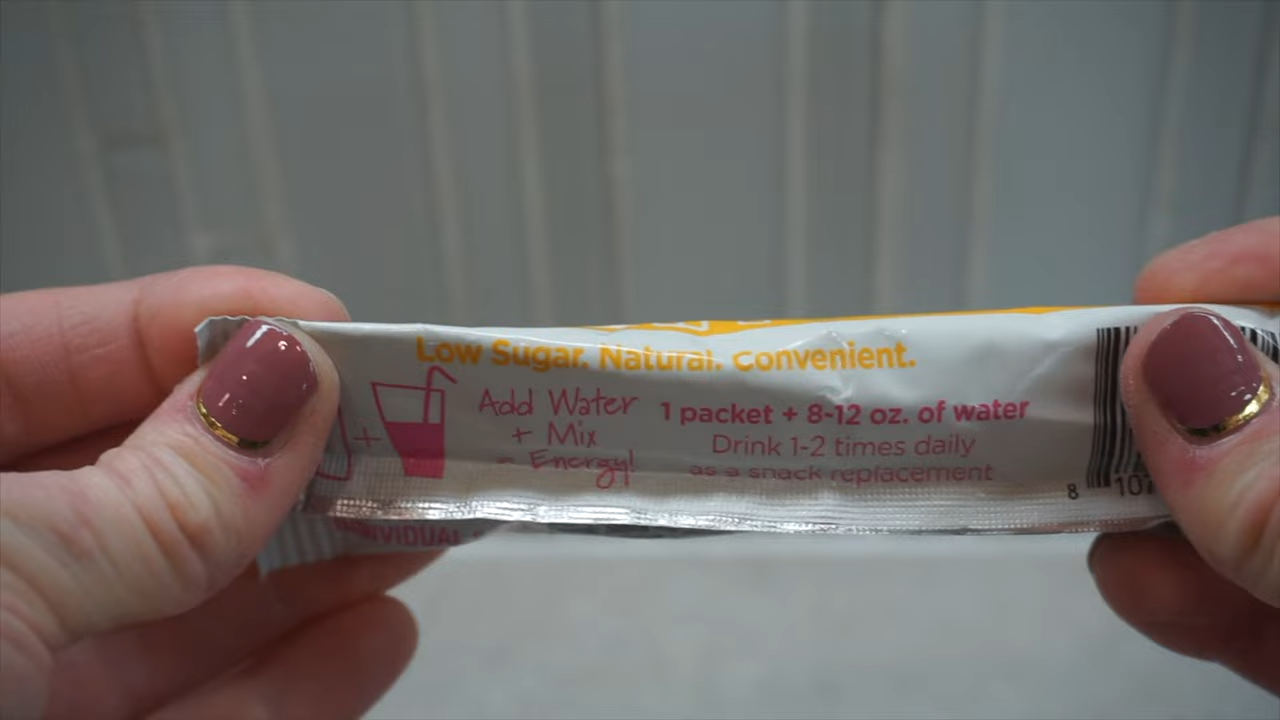 Low Sugar. Natural. Convenient.
Add Water
+ Mix
= Energy!
1 packet + 8-12 oz. of water
Drink 1-2 times daily
as a snack replacement
8 107
INDIVIDUAL